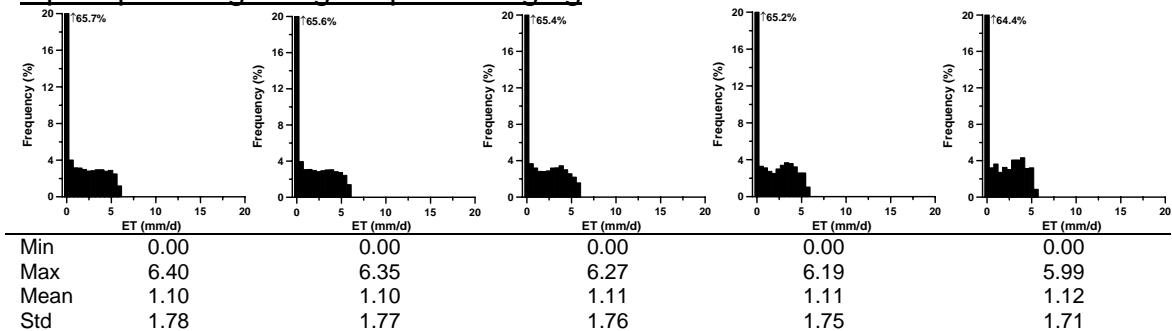 ↑65.7% ↑65.6% ↑65.4% ↑65.2% ↑64.4%
20 20 20 20 20
16 16 16 16 16
12 12 12 12 12
8 8 8 8 8
4 4 4 4 4
0 0 0 0 0
Frequency (%) Frequency (%) Frequency (%) Frequency (%) Frequency (%)
0 5 10 15 20 0 5 10 15 20 0 5 10 15 20 0 5 10 15 20 0 5 10 15 20
ET (mm/d) ET (mm/d) ET (mm/d) ET (mm/d) ET (mm/d)
Min 0.00 0.00 0.00 0.00 0.00
Max 6.40 6.35 6.27 6.19 5.99
Mean 1.10 1.10 1.11 1.11 1.12
Std 1.78 1.77 1.76 1.75 1.71